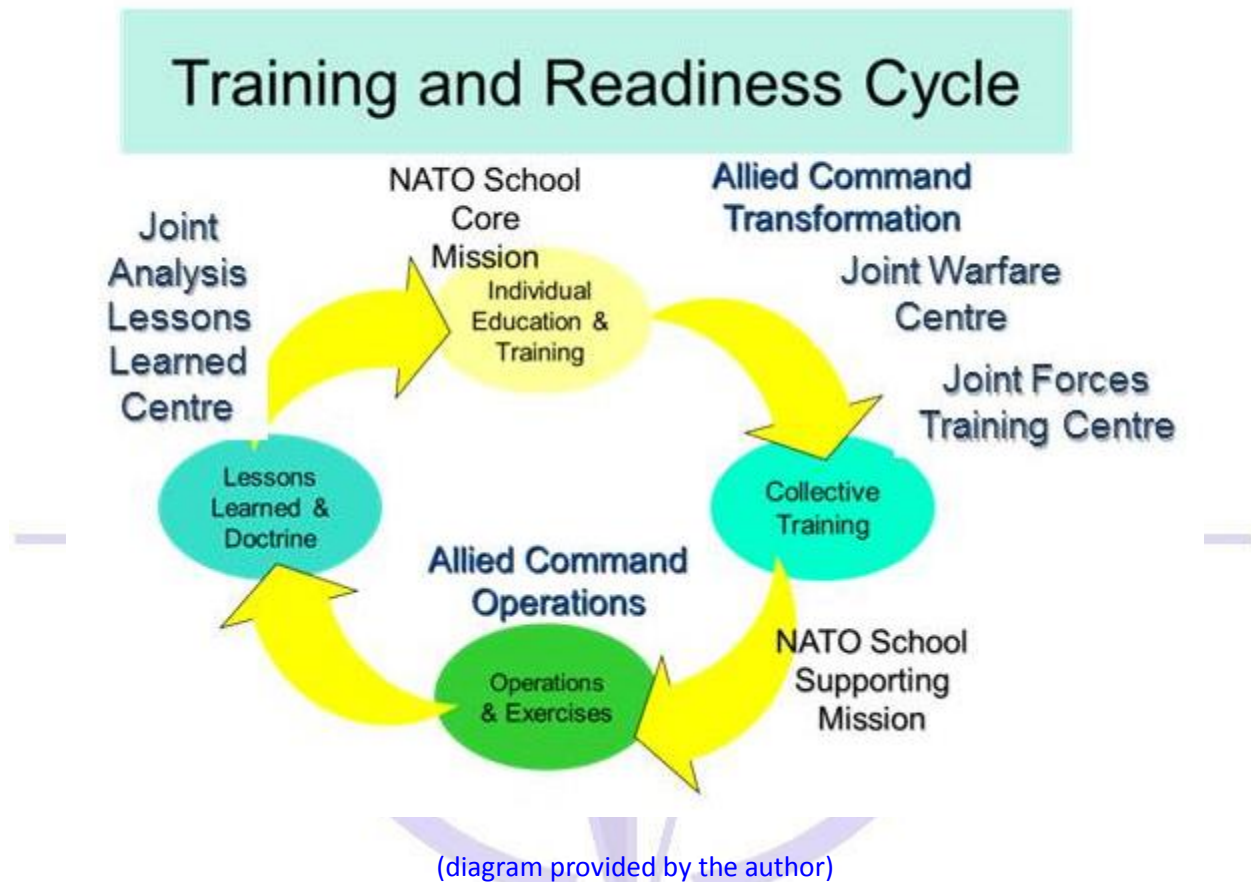 Training and Readiness Cycle
NATO School
Core
Mission
Allied Command
Transformation
Joint
Analysis
Lessons
Learned
Centre
Individual
Education &
Training
Joint Warfare
Centre
Joint Forces
Training Centre
Lessons
Learned &
Doctrine
Collective
Training
Allied Command
Operations
NATO School
Supporting
Mission
Operations
& Exercises
(diagram provided by the author)